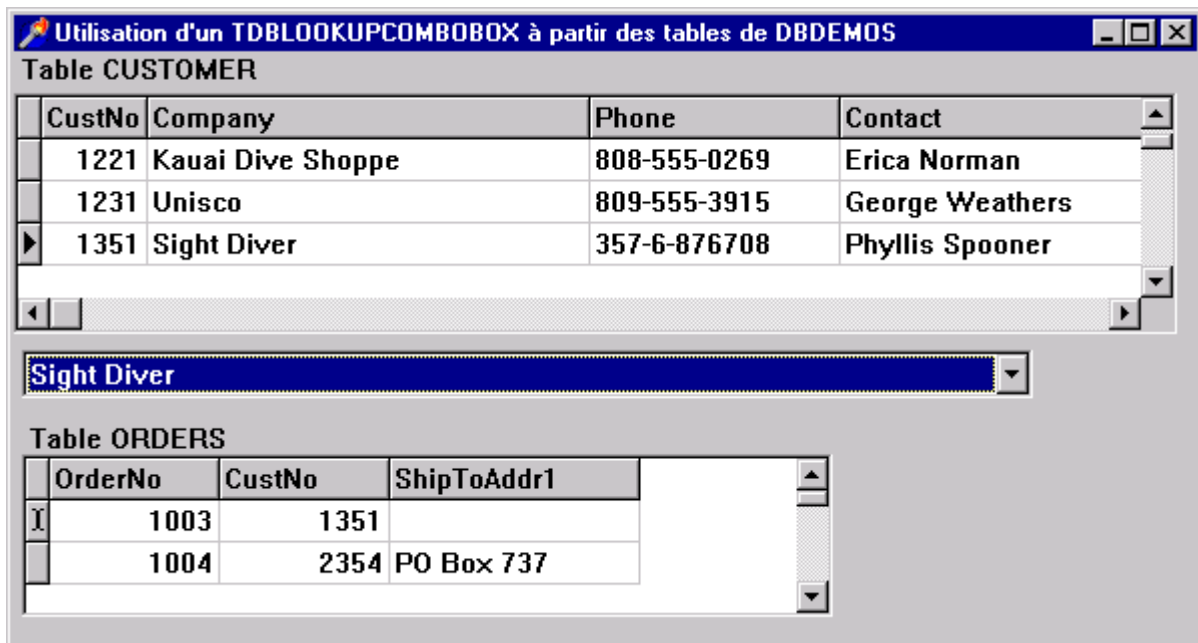 Utilisation d'un TDBLOOKUPCOMBOBOX à partir des tables de DBDEMOS
Table CUSTOMER
CustNo Company Phone Contact
1221 Kauai Dive Shoppe 808-555-0269 Erica Norman
1231 Unisco 809-555-3915 George Weathers
1351 Sight Diver 357-6-876708 Phyllis Spooner
Sight Diver
Table ORDERS
OrderNo CustNo ShipToAddr1
1003 1351
1004 2354 PO Box 737